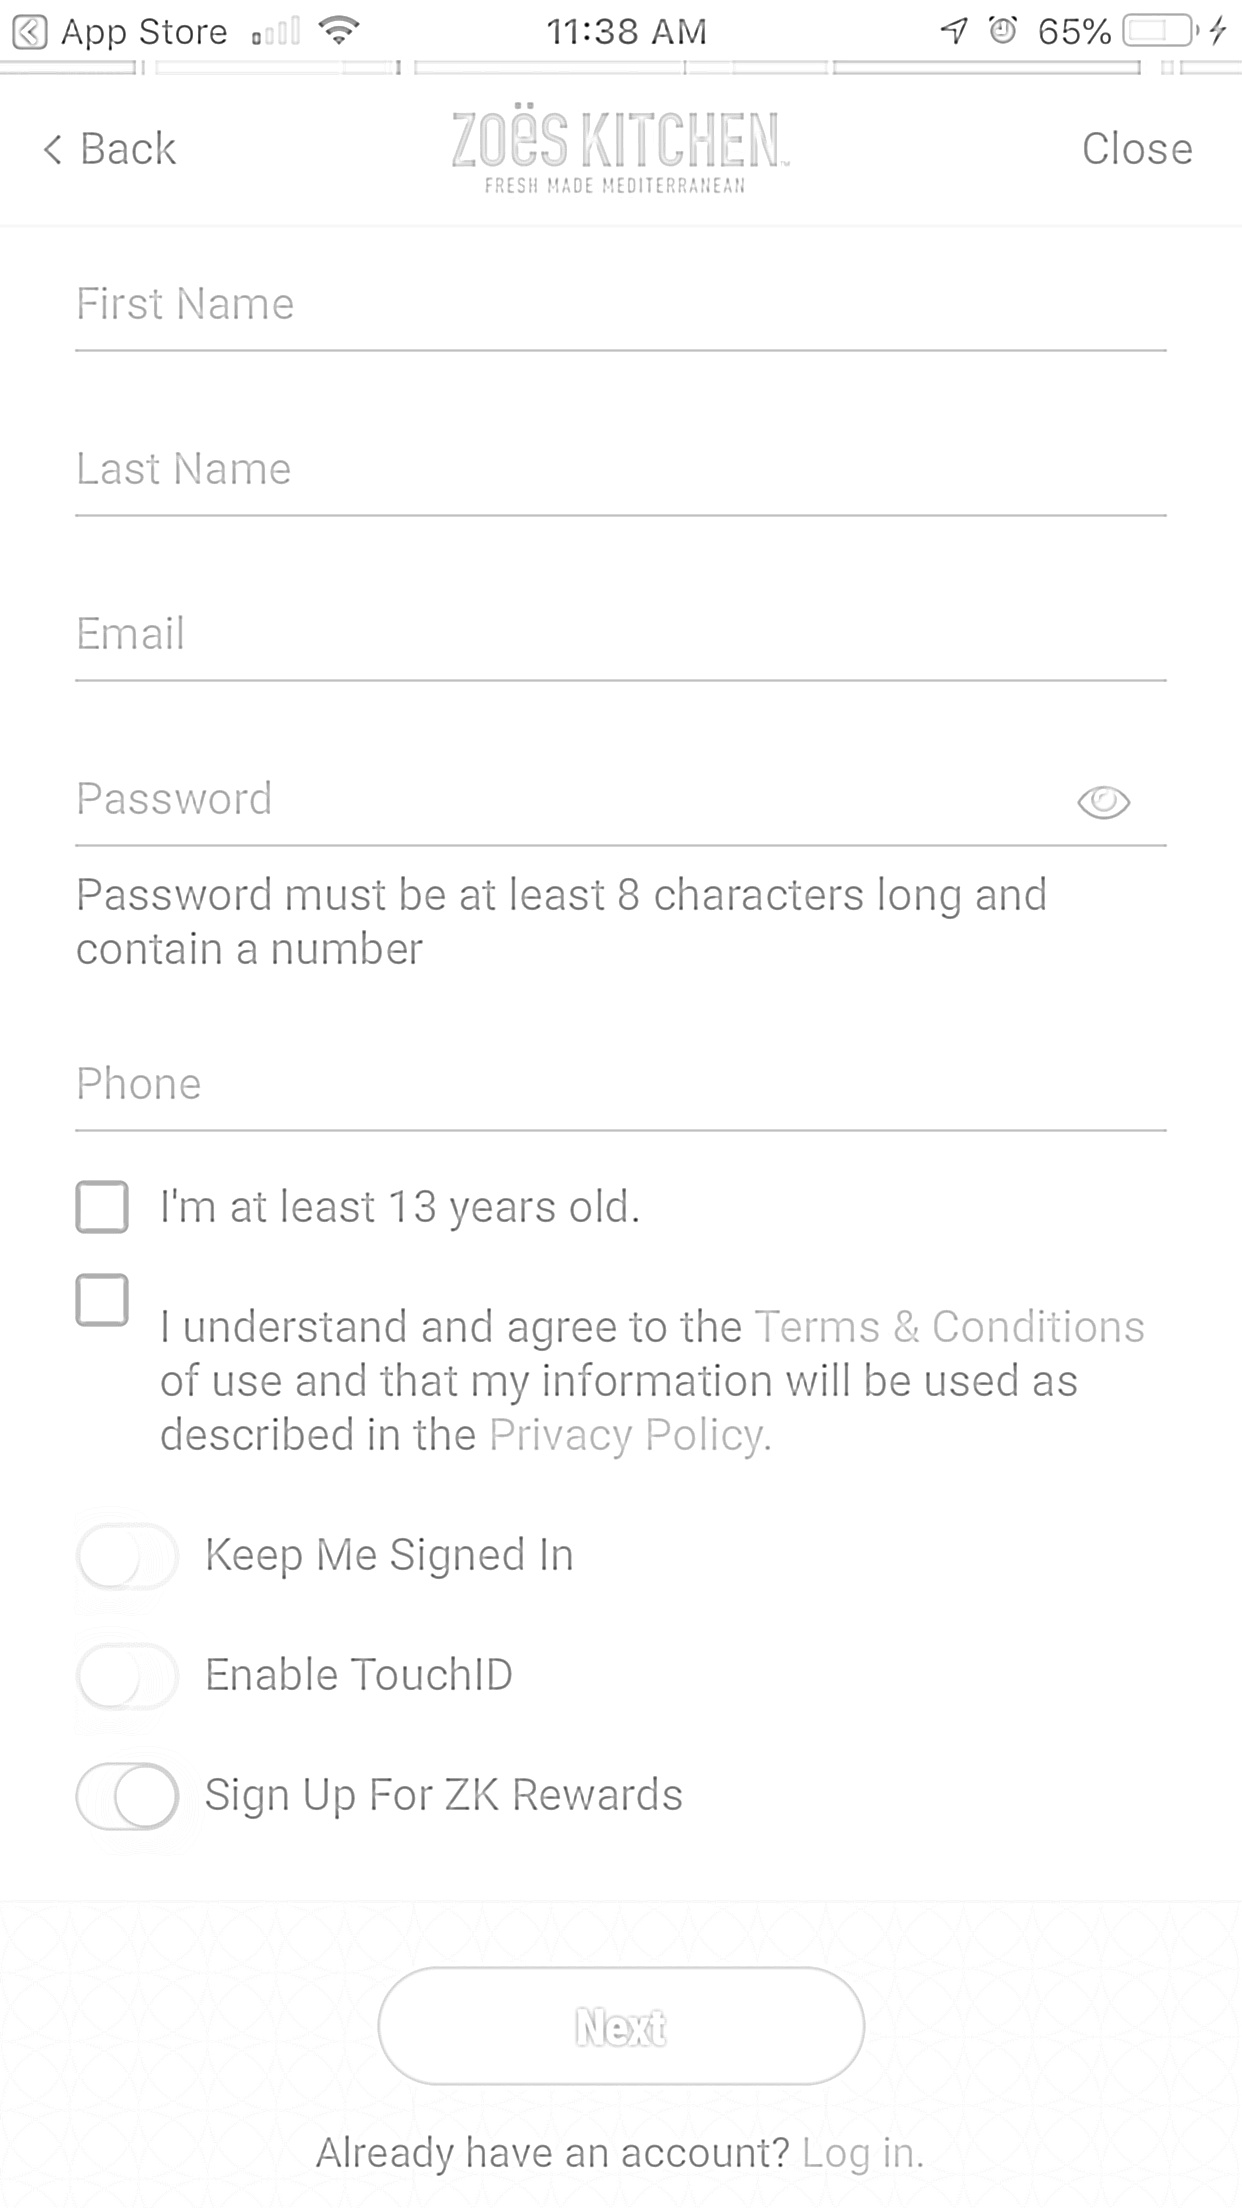 App Store 11:38 AM 65%
< Back ZOËS KITCHEN™ Close
FRESH MADE MEDITERRANEAN
First Name
Last Name
Email
Password
Password must be at least 8 characters long and
contain a number
Phone
I'm at least 13 years old.
I understand and agree to the Terms & Conditions
of use and that my information will be used as
described in the Privacy Policy.
Keep Me Signed In
Enable TouchID
Sign Up For ZK Rewards
Next
Already have an account? Log in.